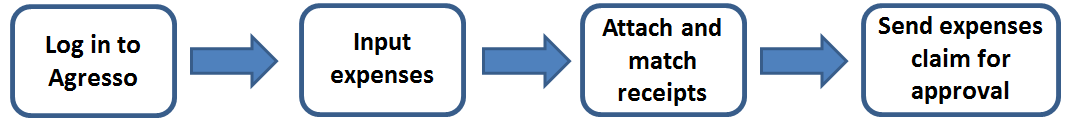 Log in to
Agresso
Input
expenses
Attach and
match
receipts
Send expenses
claim for
approval